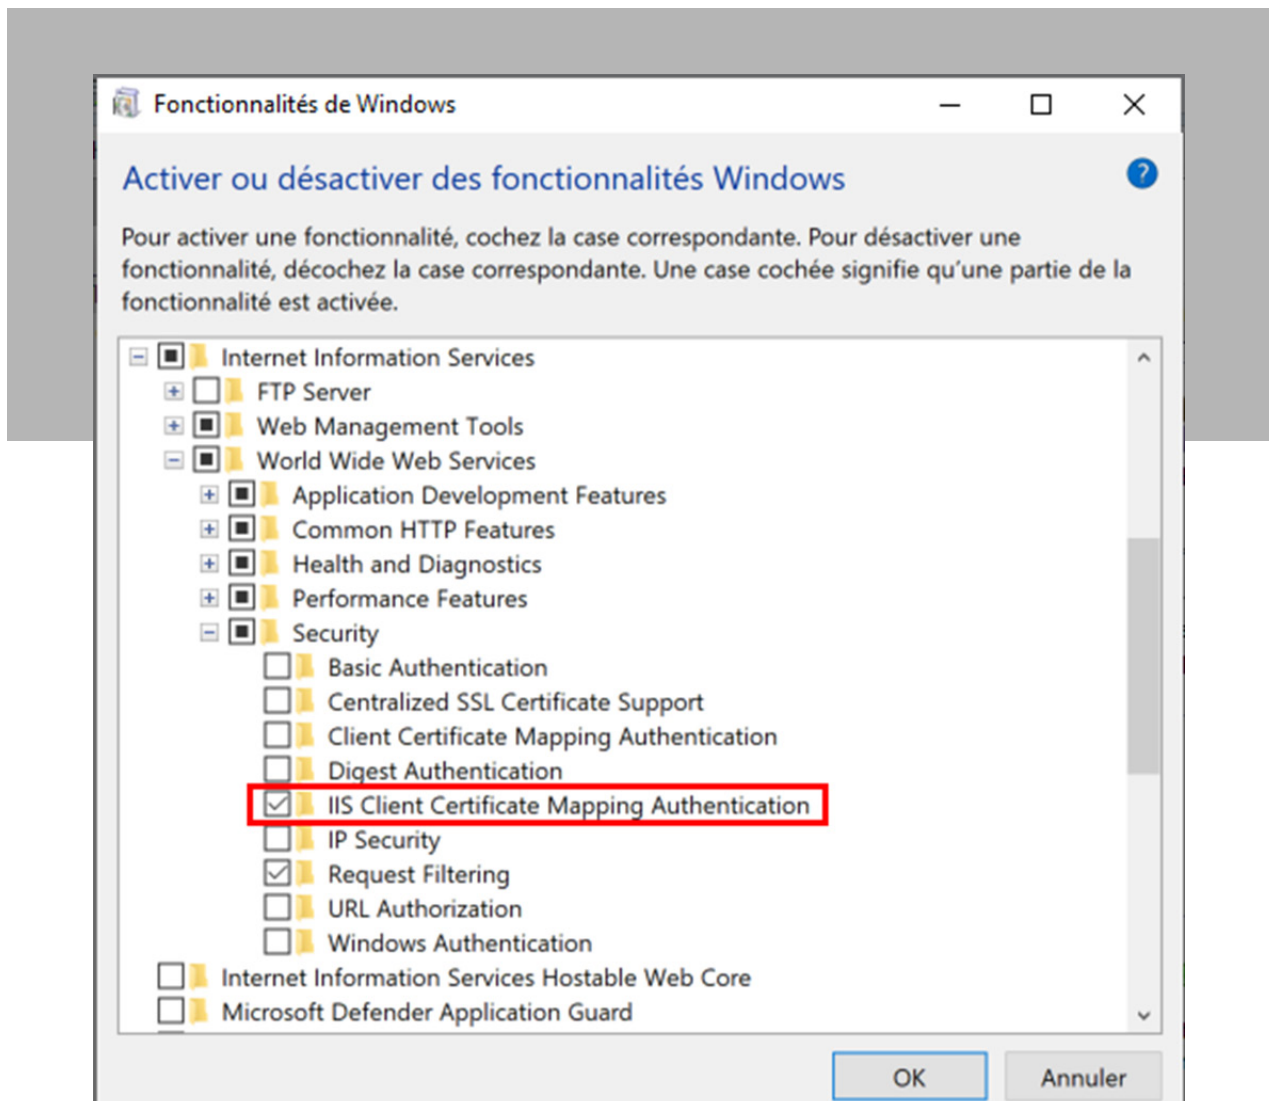 Fonctionnalités de Windows
Activer ou désactiver des fonctionnalités Windows
?
Pour activer une fonctionnalité, cochez la case correspondante. Pour désactiver une
fonctionnalité, décochez la case correspondante. Une case cochée signifie qu'une partie de la
fonctionnalité est activée.
Internet Information Services
FTP Server
Web Management Tools
World Wide Web Services
Application Development Features
Common HTTP Features
Health and Diagnostics
Performance Features
Security
Basic Authentication
Centralized SSL Certificate Support
Client Certificate Mapping Authentication
Digest Authentication
IIS Client Certificate Mapping Authentication
IP Security
Request Filtering
URL Authorization
Windows Authentication
Internet Information Services Hostable Web Core
Microsoft Defender Application Guard
OK
Annuler